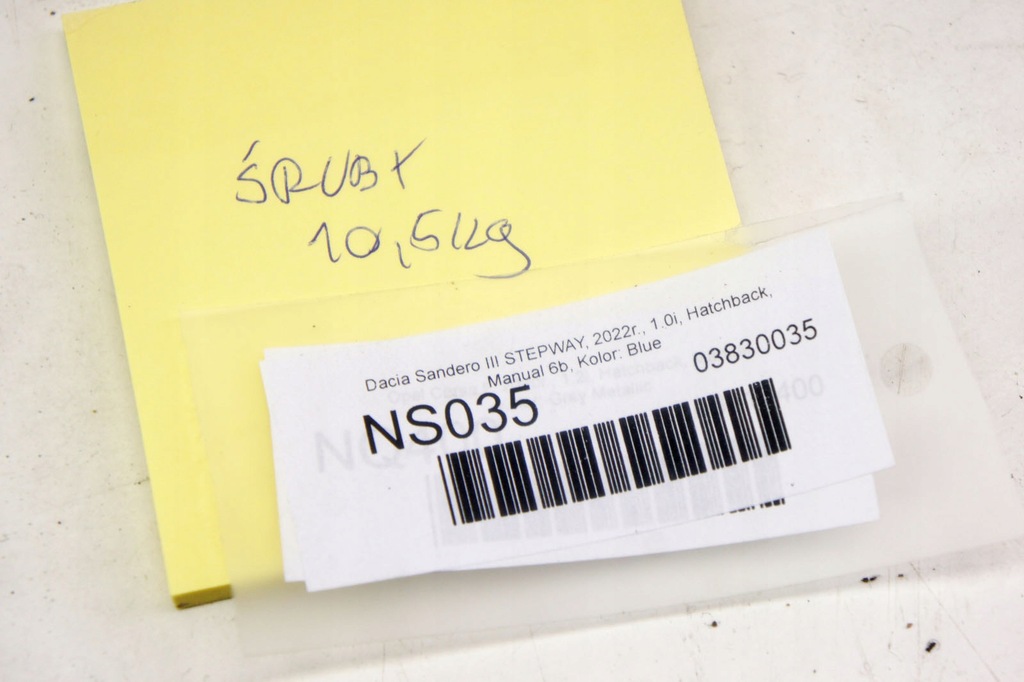 ŚRUBY
10,5kg
Dacia Sandero III STEPWAY, 2022r., 1.0i, Hatchback,
Manual 6b, Kolor: Blue
03830035
NS035